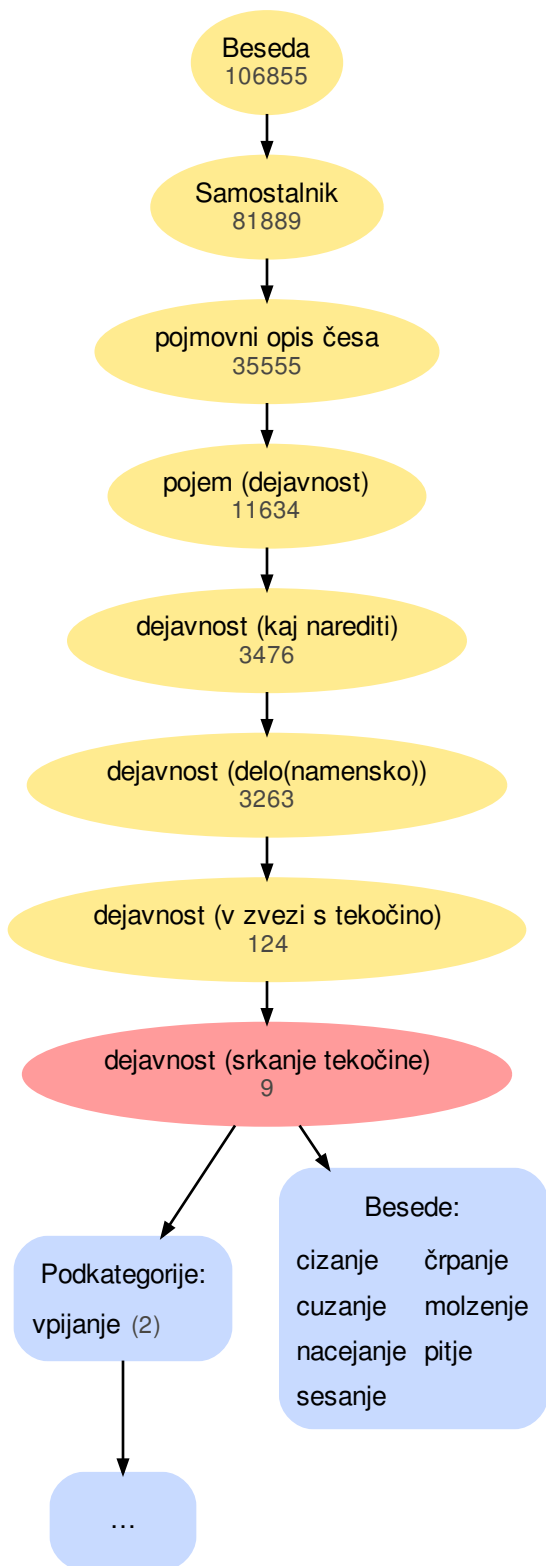 Beseda
106855
Samostalnik
81889
pojmovni opis česa
35555
pojem (dejavnost)
11634
dejavnost (kaj narediti)
3476
dejavnost (delo(namensko))
3263
dejavnost (v zvezi s tekočino)
124
dejavnost (srkanje tekočine)
9
Podkategorije:
vpijanje (2)
…
Besede:
cizanje črpanje
cuzanje molzenje
nacejanje pitje
sesanje